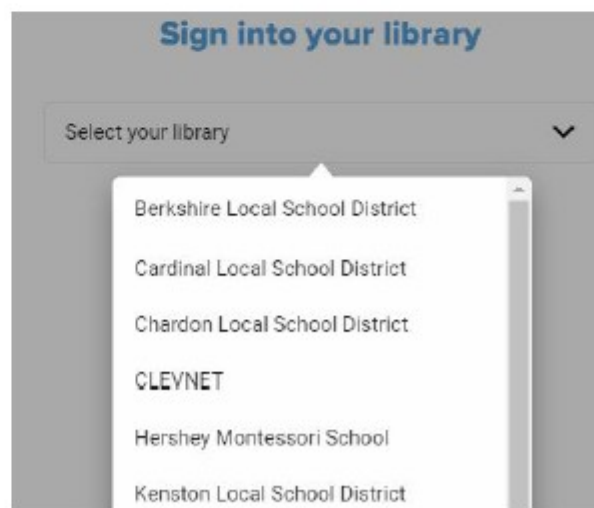 Sign into your library
Select your library
Berkshire Local School District
Cardinal Local School District
Chardon Local School District
CLEVNET
Hershey Montessori School
Kenston Local School District